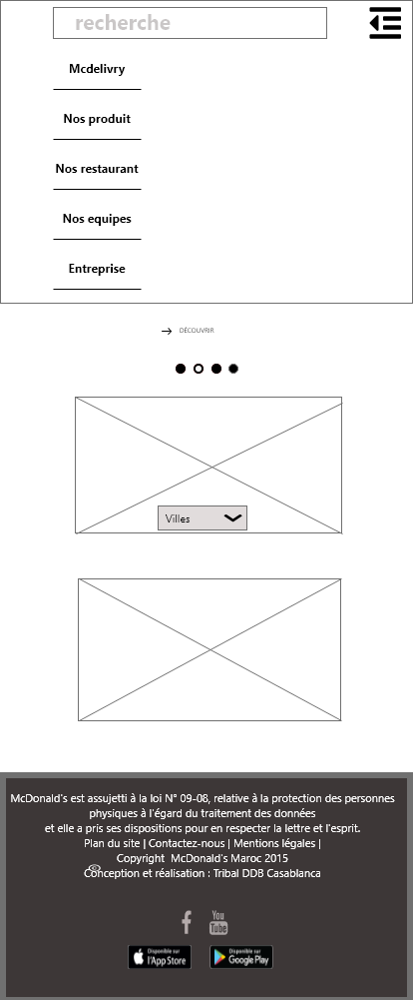 recherche
Mcdelivry
Nos produit
Nos restaurant
Nos equipes
Entreprise
DÉCOUVRIR
Villes
McDonald's est assujetti à la loi N° 09-08, relative à la protection des personnes
physiques à l'égard du traitement des données
et elle a pris ses dispositions pour en respecter la lettre et l'esprit.
Plan du site | Contactez-nous | Mentions légales |
Copyright McDonald's Maroc 2015
Conception et réalisation : Tribal DDB Casablanca
f You Tube
Disponible sur l'App Store
Disponible sur Google Play